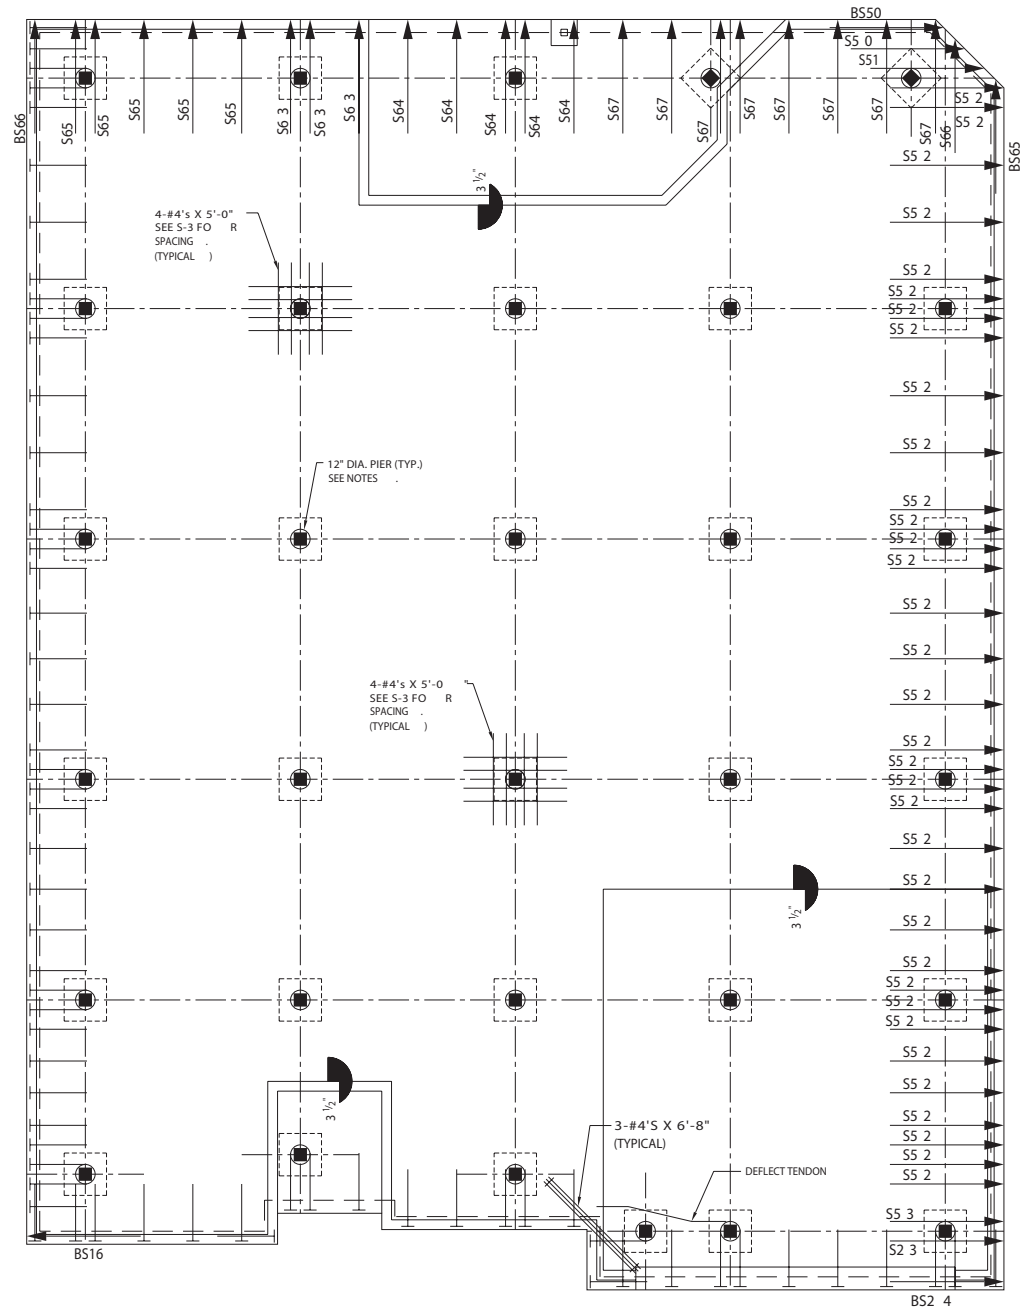 BS50
S5 0
S51
S5 2
S5 2
BS66
S65
S65
S65
S65
S65
S6 3
S6 3
S6 3
S64
S64
S64
S64
S64
S67
S67
S67
S67
S67
S67
S67
S67
S66
BS65
S5 2
S5 2
3 1/2"
4-#4's X 5'-0"
SEE S-3 FO R
SPACING .
(TYPICAL )
S5 2
S5 2
S5 2
S5 2
S5 2
S5 2
12" DIA. PIER (TYP.)
SEE NOTES .
S5 2
S5 2
S5 2
S5 2
S5 2
S5 2
S5 2
4-#4's X 5'-0 "
SEE S-3 FO R
SPACING .
(TYPICAL )
S5 2
S5 2
S5 2
S5 2
S5 2
S5 2
3 1/2"
S5 2
S5 2
S5 2
S5 2
S5 2
S5 2
S5 2
3 1/2"
S5 2
S5 2
S5 2
S5 2
3-#4'S X 6'-8"
(TYPICAL)
DEFLECT TENDON
S5 3
S2 3
BS16
BS2 4